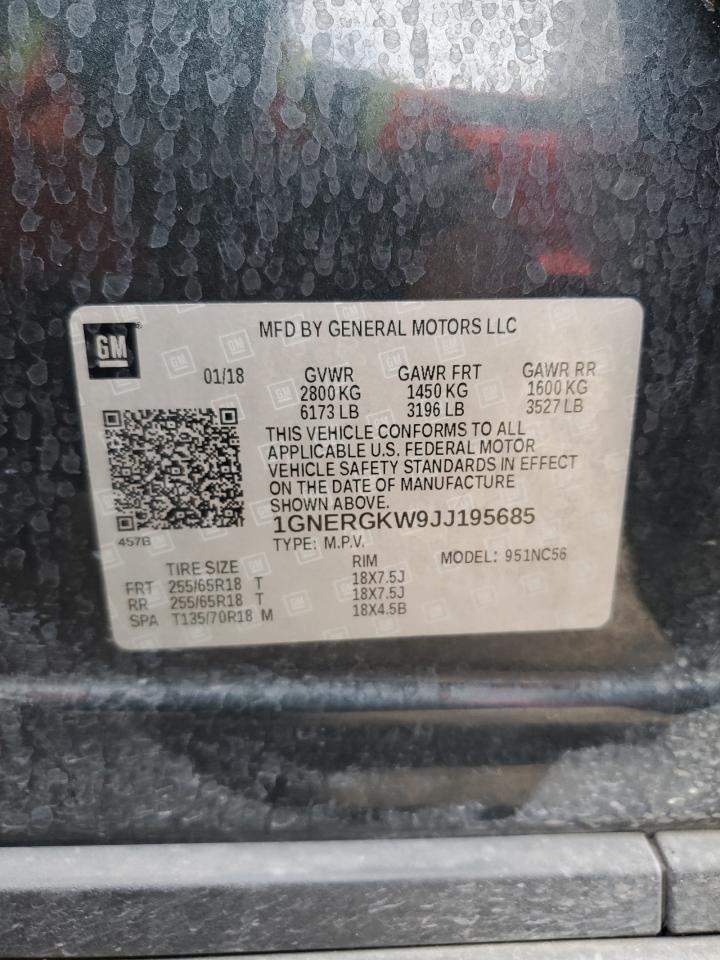 GM
MFD BY GENERAL MOTORS LLC
01/18 GVWR GAWR FRT GAWR RR
2800 KG 1450 KG 1600 KG
6173 LB 3196 LB 3527 LB
THIS VEHICLE CONFORMS TO ALL
APPLICABLE U.S. FEDERAL MOTOR
VEHICLE SAFETY STANDARDS IN EFFECT
ON THE DATE OF MANUFACTURE
SHOWN ABOVE.
1GNERGKW9JJ195685
457B
TYPE: M.P.V. MODEL: 951NC56
TIRE SIZE RIM
FRT 255/65R18 T 18X7.5J
RR 255/65R18 T 18X7.5J
SPA T135/70R18 M 18X4.5B